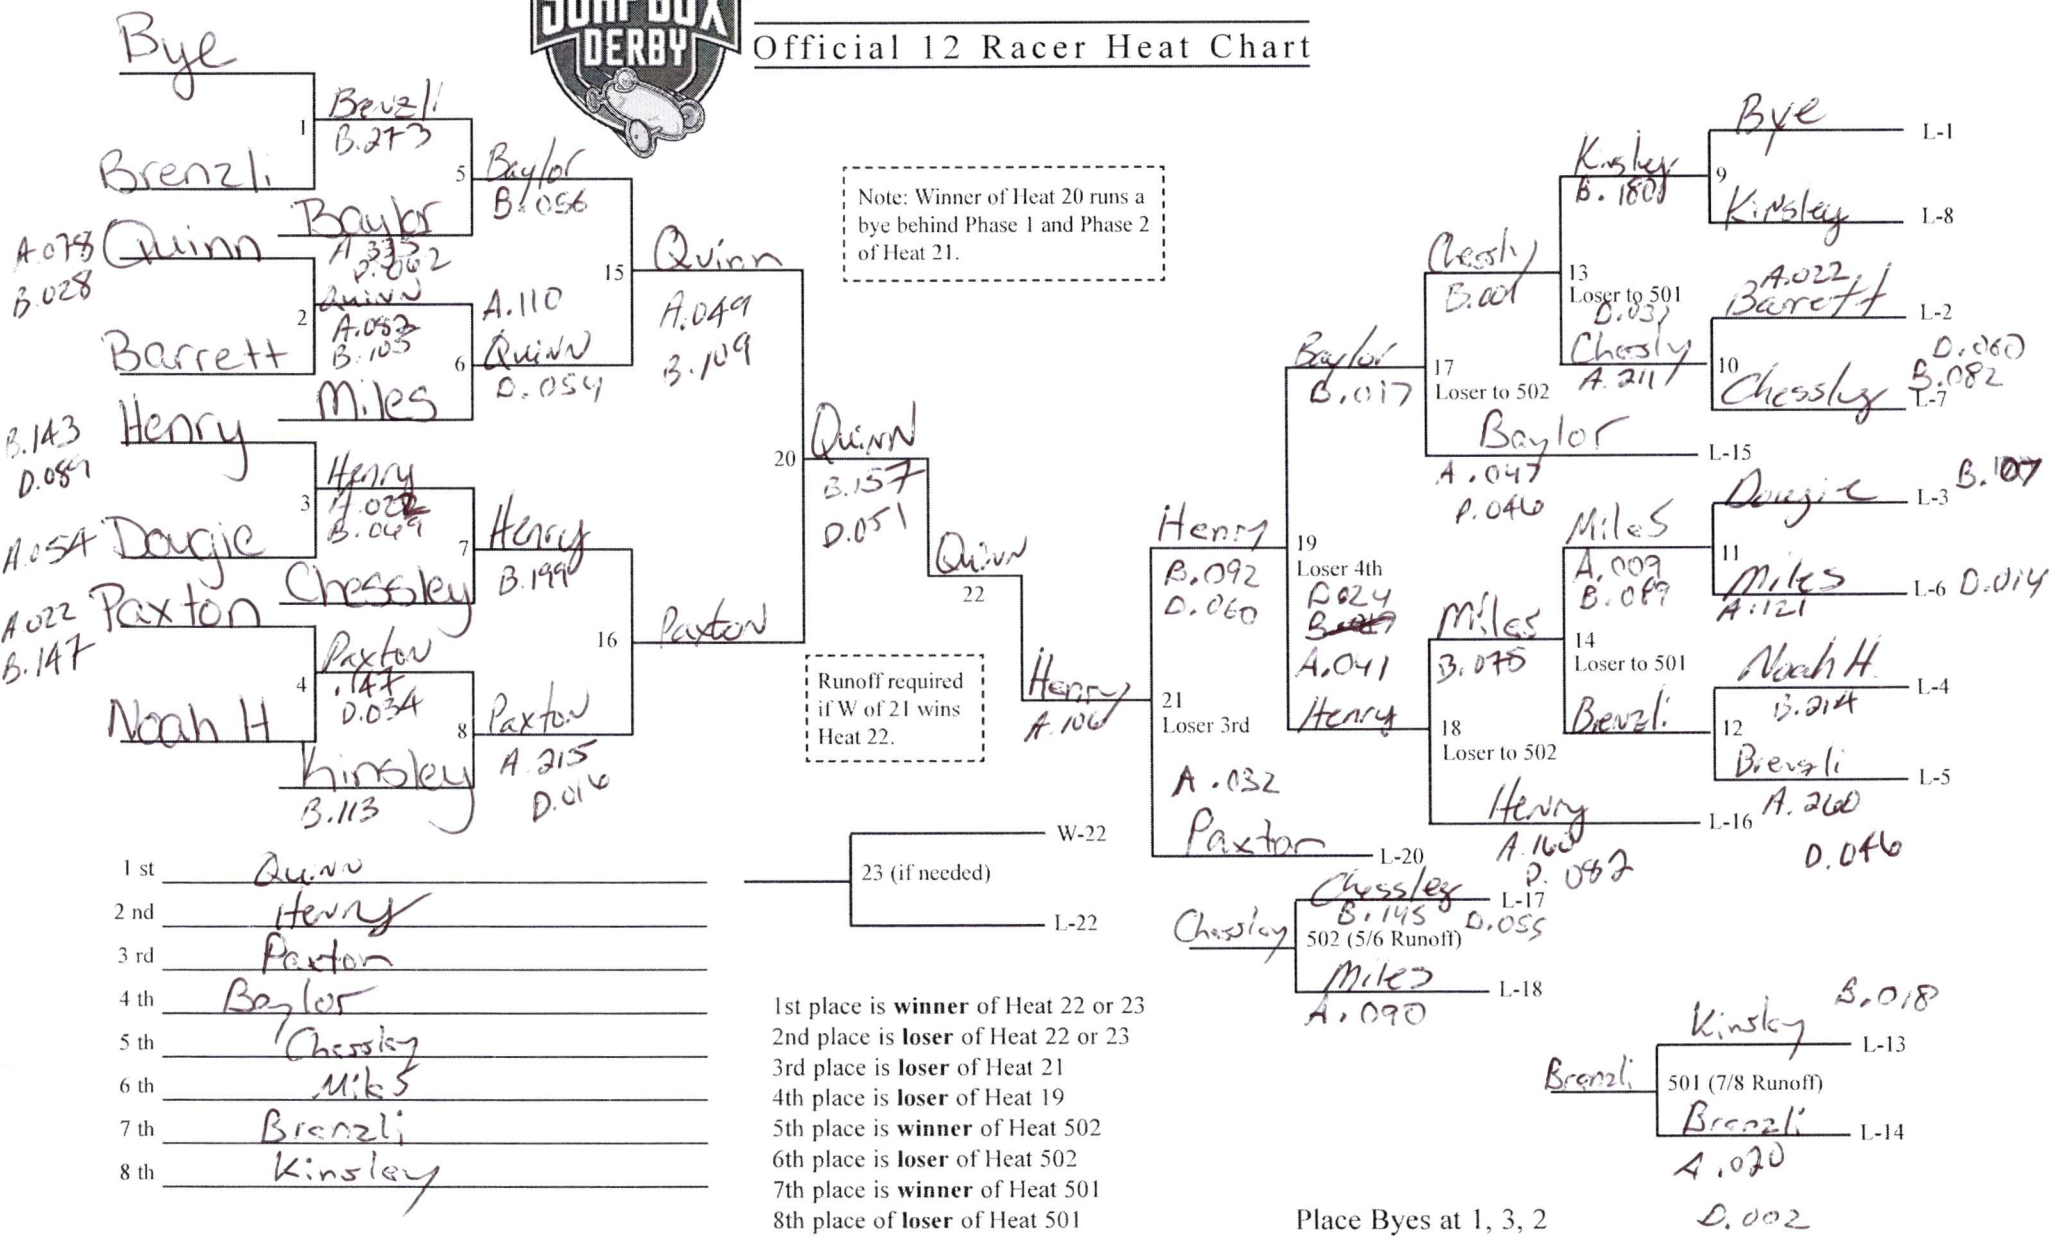 SOAP BOX
DERBY
Official 12 Racer Heat Chart
Bye
1
Brenzli
Benzli
B.273
5
Baylor
A.335
D.062
Baylor
B.056
A.078
B.028
Quinn
2
Barrett
Quinn
A.083
B.105
6
Miles
A.110
Quinn
D.054
15
Quinn
A.049
B.109
B.143
D.089
Henry
3
A.054
Dougie
Henry
A.022
B.049
7
Chessley
Henry
B.199
A.022
B.147
Paxton
4
Noah H
Paxton
.147
D.034
8
Kinsley
B.113
Paxton
A.215
D.016
16
Paxton
20
Quinn
B.157
D.051
Quinn
22
Henry
A.106
Note: Winner of Heat 20 runs a
bye behind Phase 1 and Phase 2
of Heat 21.
Runoff required
if W of 21 wins
Heat 22.
Henry
B.092
D.060
21
Loser 3rd
A.032
Paxton
L-20
Baylor
B.017
19
Loser 4th
D.024
A.041
Henry
Chessly
B.001
17
Loser to 502
Baylor
L-15
A.047
D.046
Miles
B.075
18
Loser to 502
Henry
L-16
A.160
D.082
Kinsley
B.180
13
Loser to 501
D.037
Chessly
A.211
Miles
A.009
B.089
14
Loser to 501
Brenzli
Bye
L-1
9
Kinsley
L-8
A.022
Barrett
L-2
10
D.060
B.082
Chessley
L-7
Dougie
L-3
B.107
11
Miles
L-6
D.014
A.121
Noah H.
L-4
B.214
12
Brenzli
L-5
A.260
D.046
W-22
23 (if needed)
L-22
Chessley
L-17
B.145
D.055
Chessley
502 (5/6 Runoff)
Miles
L-18
A.090
B.018
Kinsley
L-13
Brenzli
501 (7/8 Runoff)
Brenzli
L-14
A.020
D.002
1 st Quinn
2 nd Henry
3 rd Paxton
4 th Baylor
5 th Chessley
6 th Miles
7 th Brenzli
8 th Kinsley
1st place is winner of Heat 22 or 23
2nd place is loser of Heat 22 or 23
3rd place is loser of Heat 21
4th place is loser of Heat 19
5th place is winner of Heat 502
6th place is loser of Heat 502
7th place is winner of Heat 501
8th place of loser of Heat 501
Place Byes at 1, 3, 2